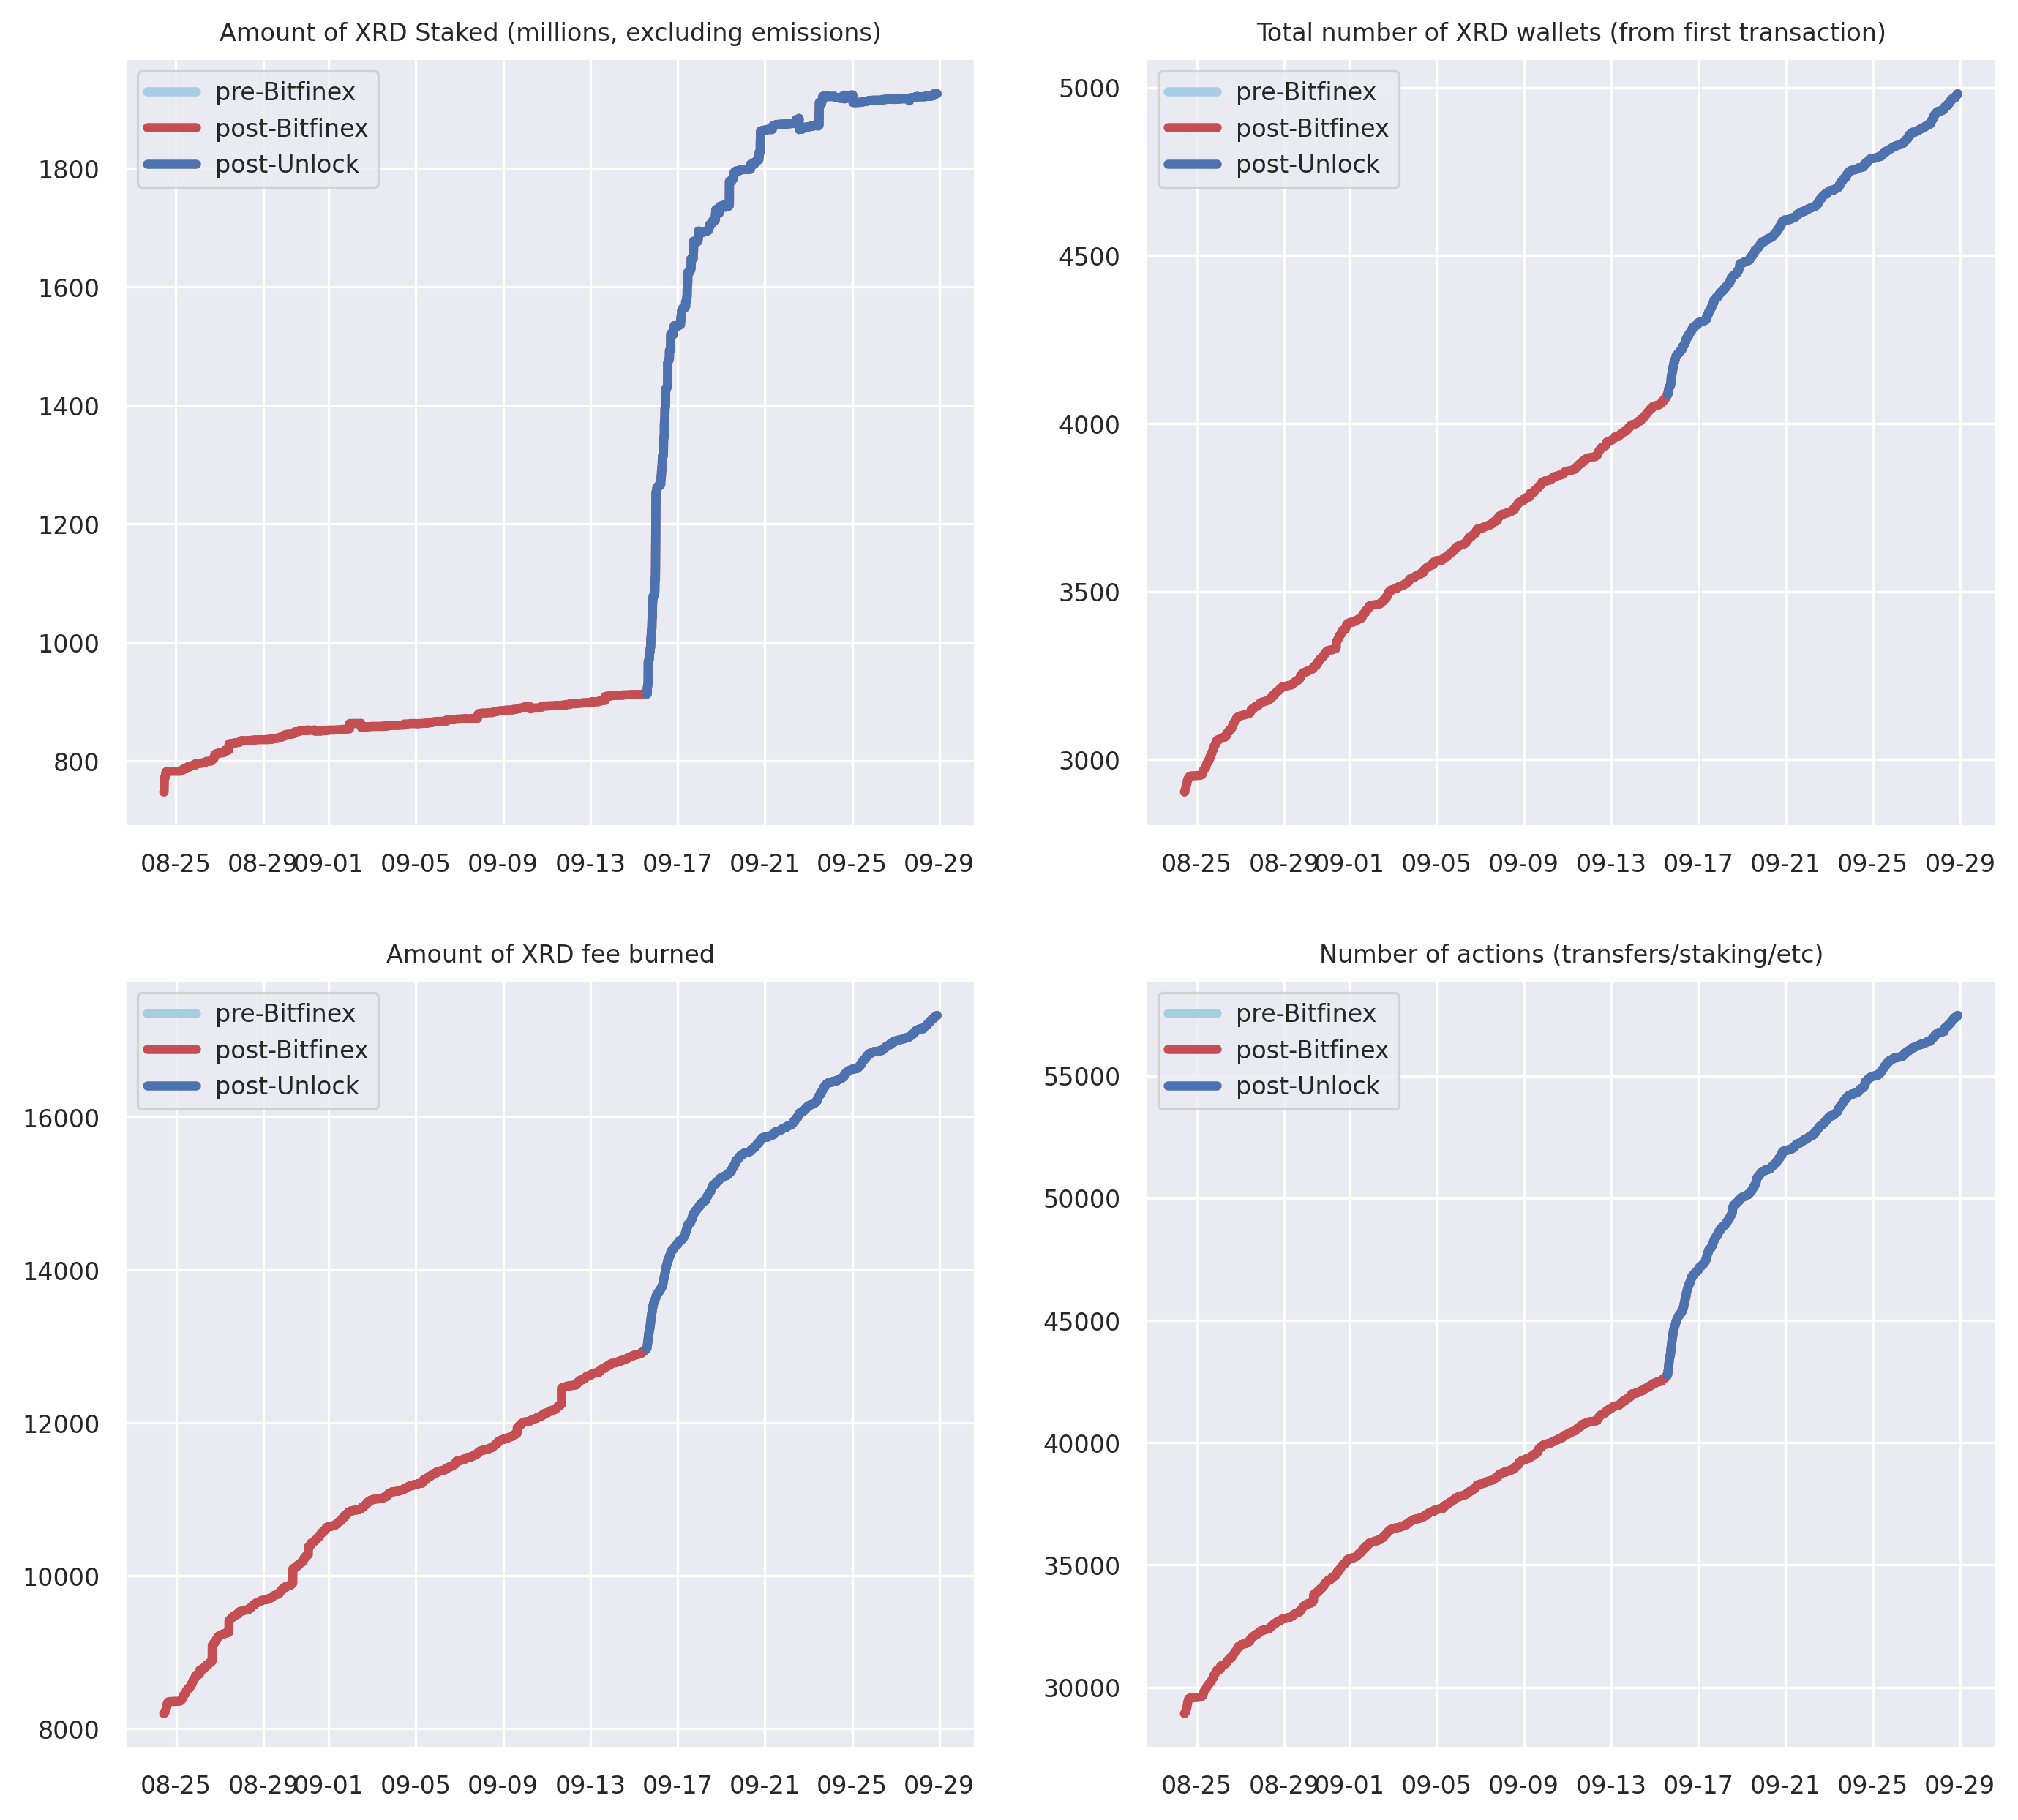 Amount of XRD Staked (millions, excluding emissions)
pre-Bitfinex
post-Bitfinex
post-Unlock
1800
1600
1400
1200
1000
800
08-25 08-29 09-01 09-05 09-09 09-13 09-17 09-21 09-25 09-29
Total number of XRD wallets (from first transaction)
pre-Bitfinex
post-Bitfinex
post-Unlock
5000
4500
4000
3500
3000
08-25 08-29 09-01 09-05 09-09 09-13 09-17 09-21 09-25 09-29
Amount of XRD fee burned
pre-Bitfinex
post-Bitfinex
post-Unlock
16000
14000
12000
10000
8000
08-25 08-29 09-01 09-05 09-09 09-13 09-17 09-21 09-25 09-29
Number of actions (transfers/staking/etc)
pre-Bitfinex
post-Bitfinex
post-Unlock
55000
50000
45000
40000
35000
30000
08-25 08-29 09-01 09-05 09-09 09-13 09-17 09-21 09-25 09-29